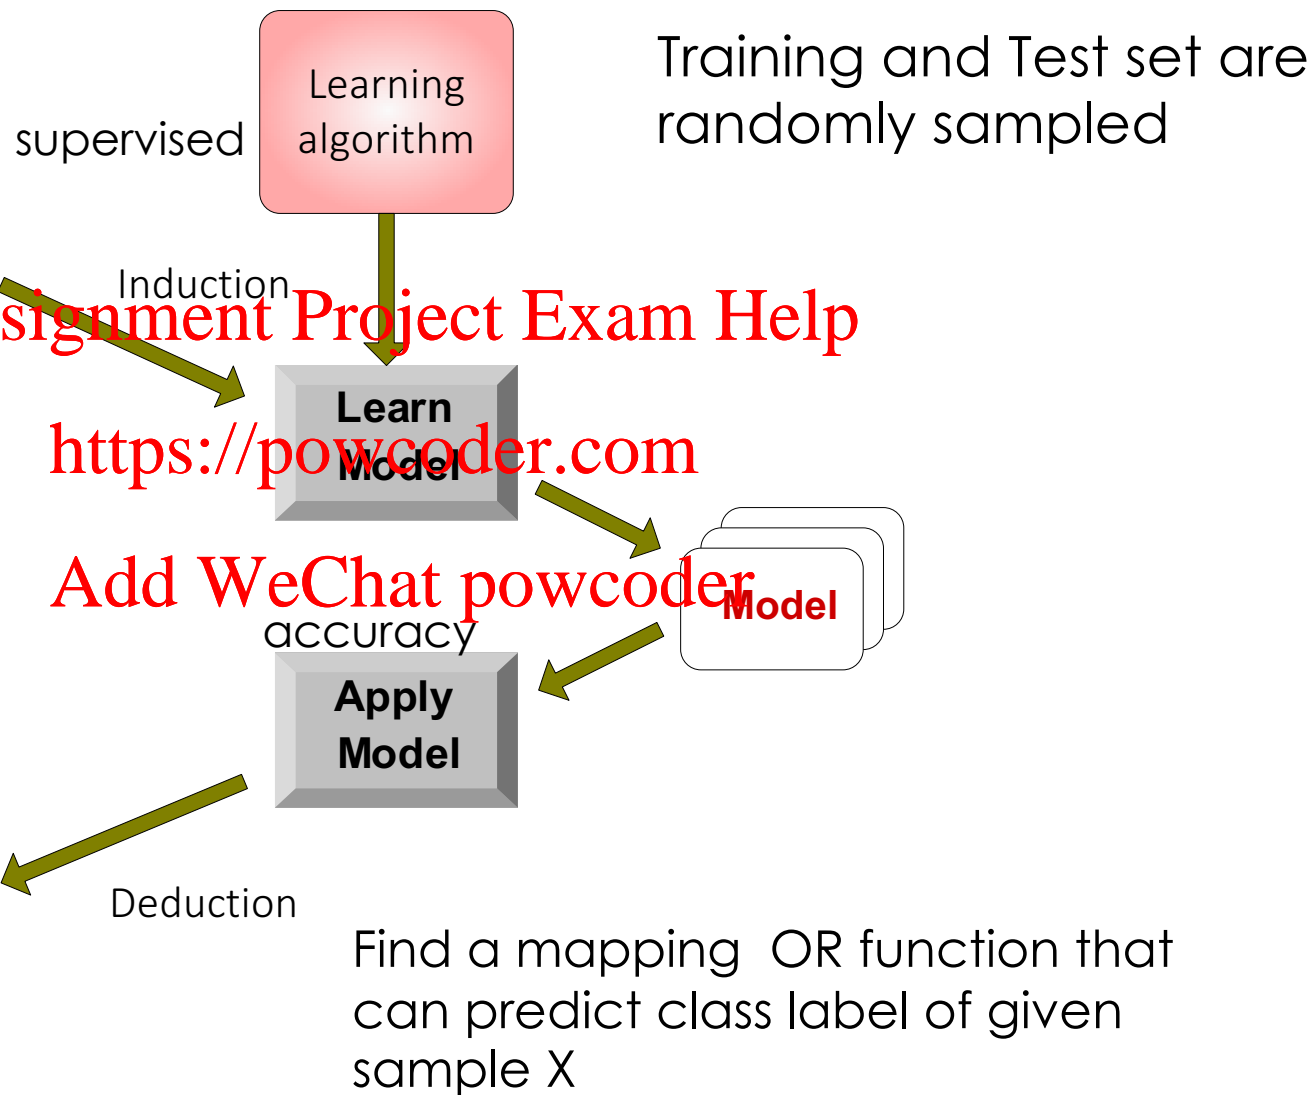 Training and Test set are
randomly sampled
Learning
algorithm
supervised
Induction
signment Project Exam Help
Learn
Model
https://powcoder.com
Add WeChat powcoder
Model
accuracy
Apply
Model
Deduction
Find a mapping OR function that
can predict class label of given
sample X